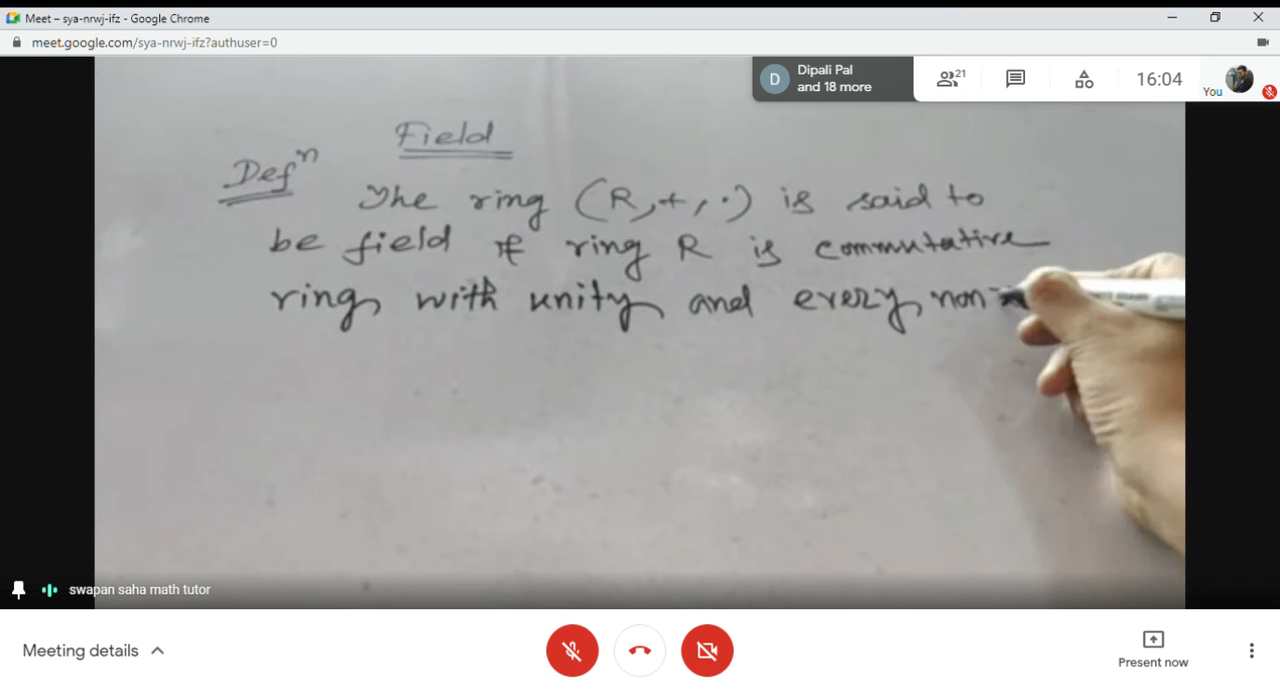 Meet – sya-nrwj-ifz - Google Chrome
meet.google.com/sya-nrwj-ifz?authuser=0
Dipali Pal
and 18 more
D
21
16:04
You
Field
Defⁿ
The ring (R,+,·) is said to
be field if ring R is commutative
ring with unity and every non-
swapan saha math tutor
Meeting details
Present now